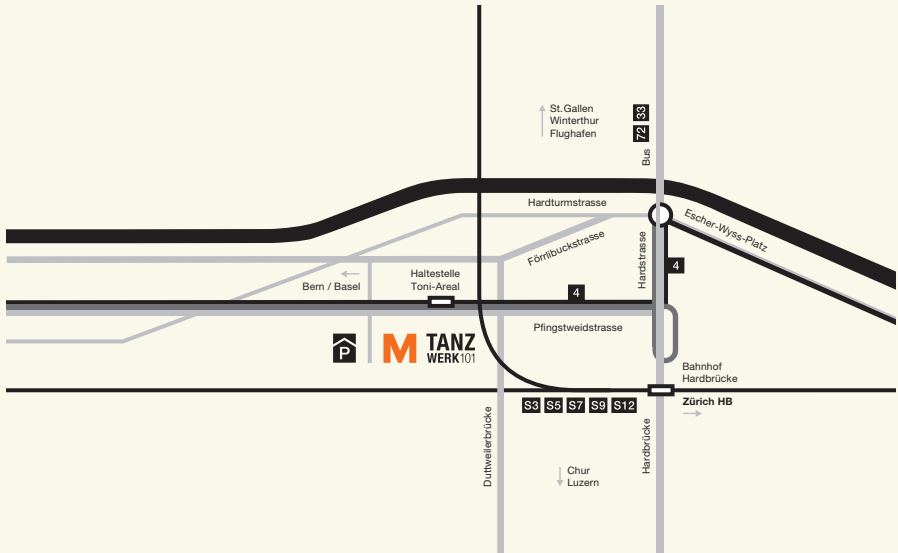 St.Gallen
Winterthur
Flughafen
33
72
Bus
Hardturmstrasse
Escher-Wyss-Platz
Förrlibuckstrasse
Hardstrasse
4
Bern / Basel
Haltestelle
Toni-Areal
4
Pfingstweidstrasse
P
M
TANZ
WERK101
Bahnhof
Hardbrücke
Zürich HB
S3 S5 S7 S9 S12
Duttweilerbrücke
Hardbrücke
Chur
Luzern